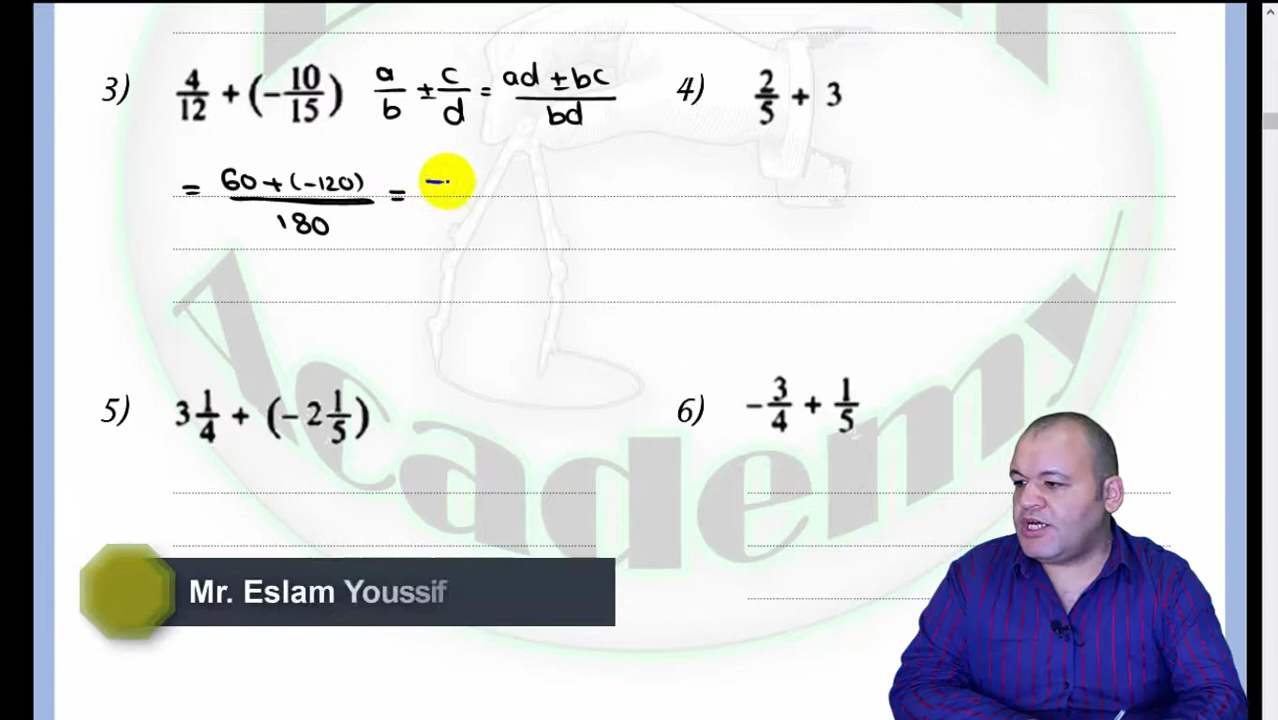 3) 4/12 + (-10/15) a/b ± c/d = ad ± bc/bd
= 60 + (-120)/180 = -
4) 2/5 + 3
5) 3 1/4 + (-2 1/5)
6) -3/4 + 1/5
Academy
Mr. Eslam Youssif